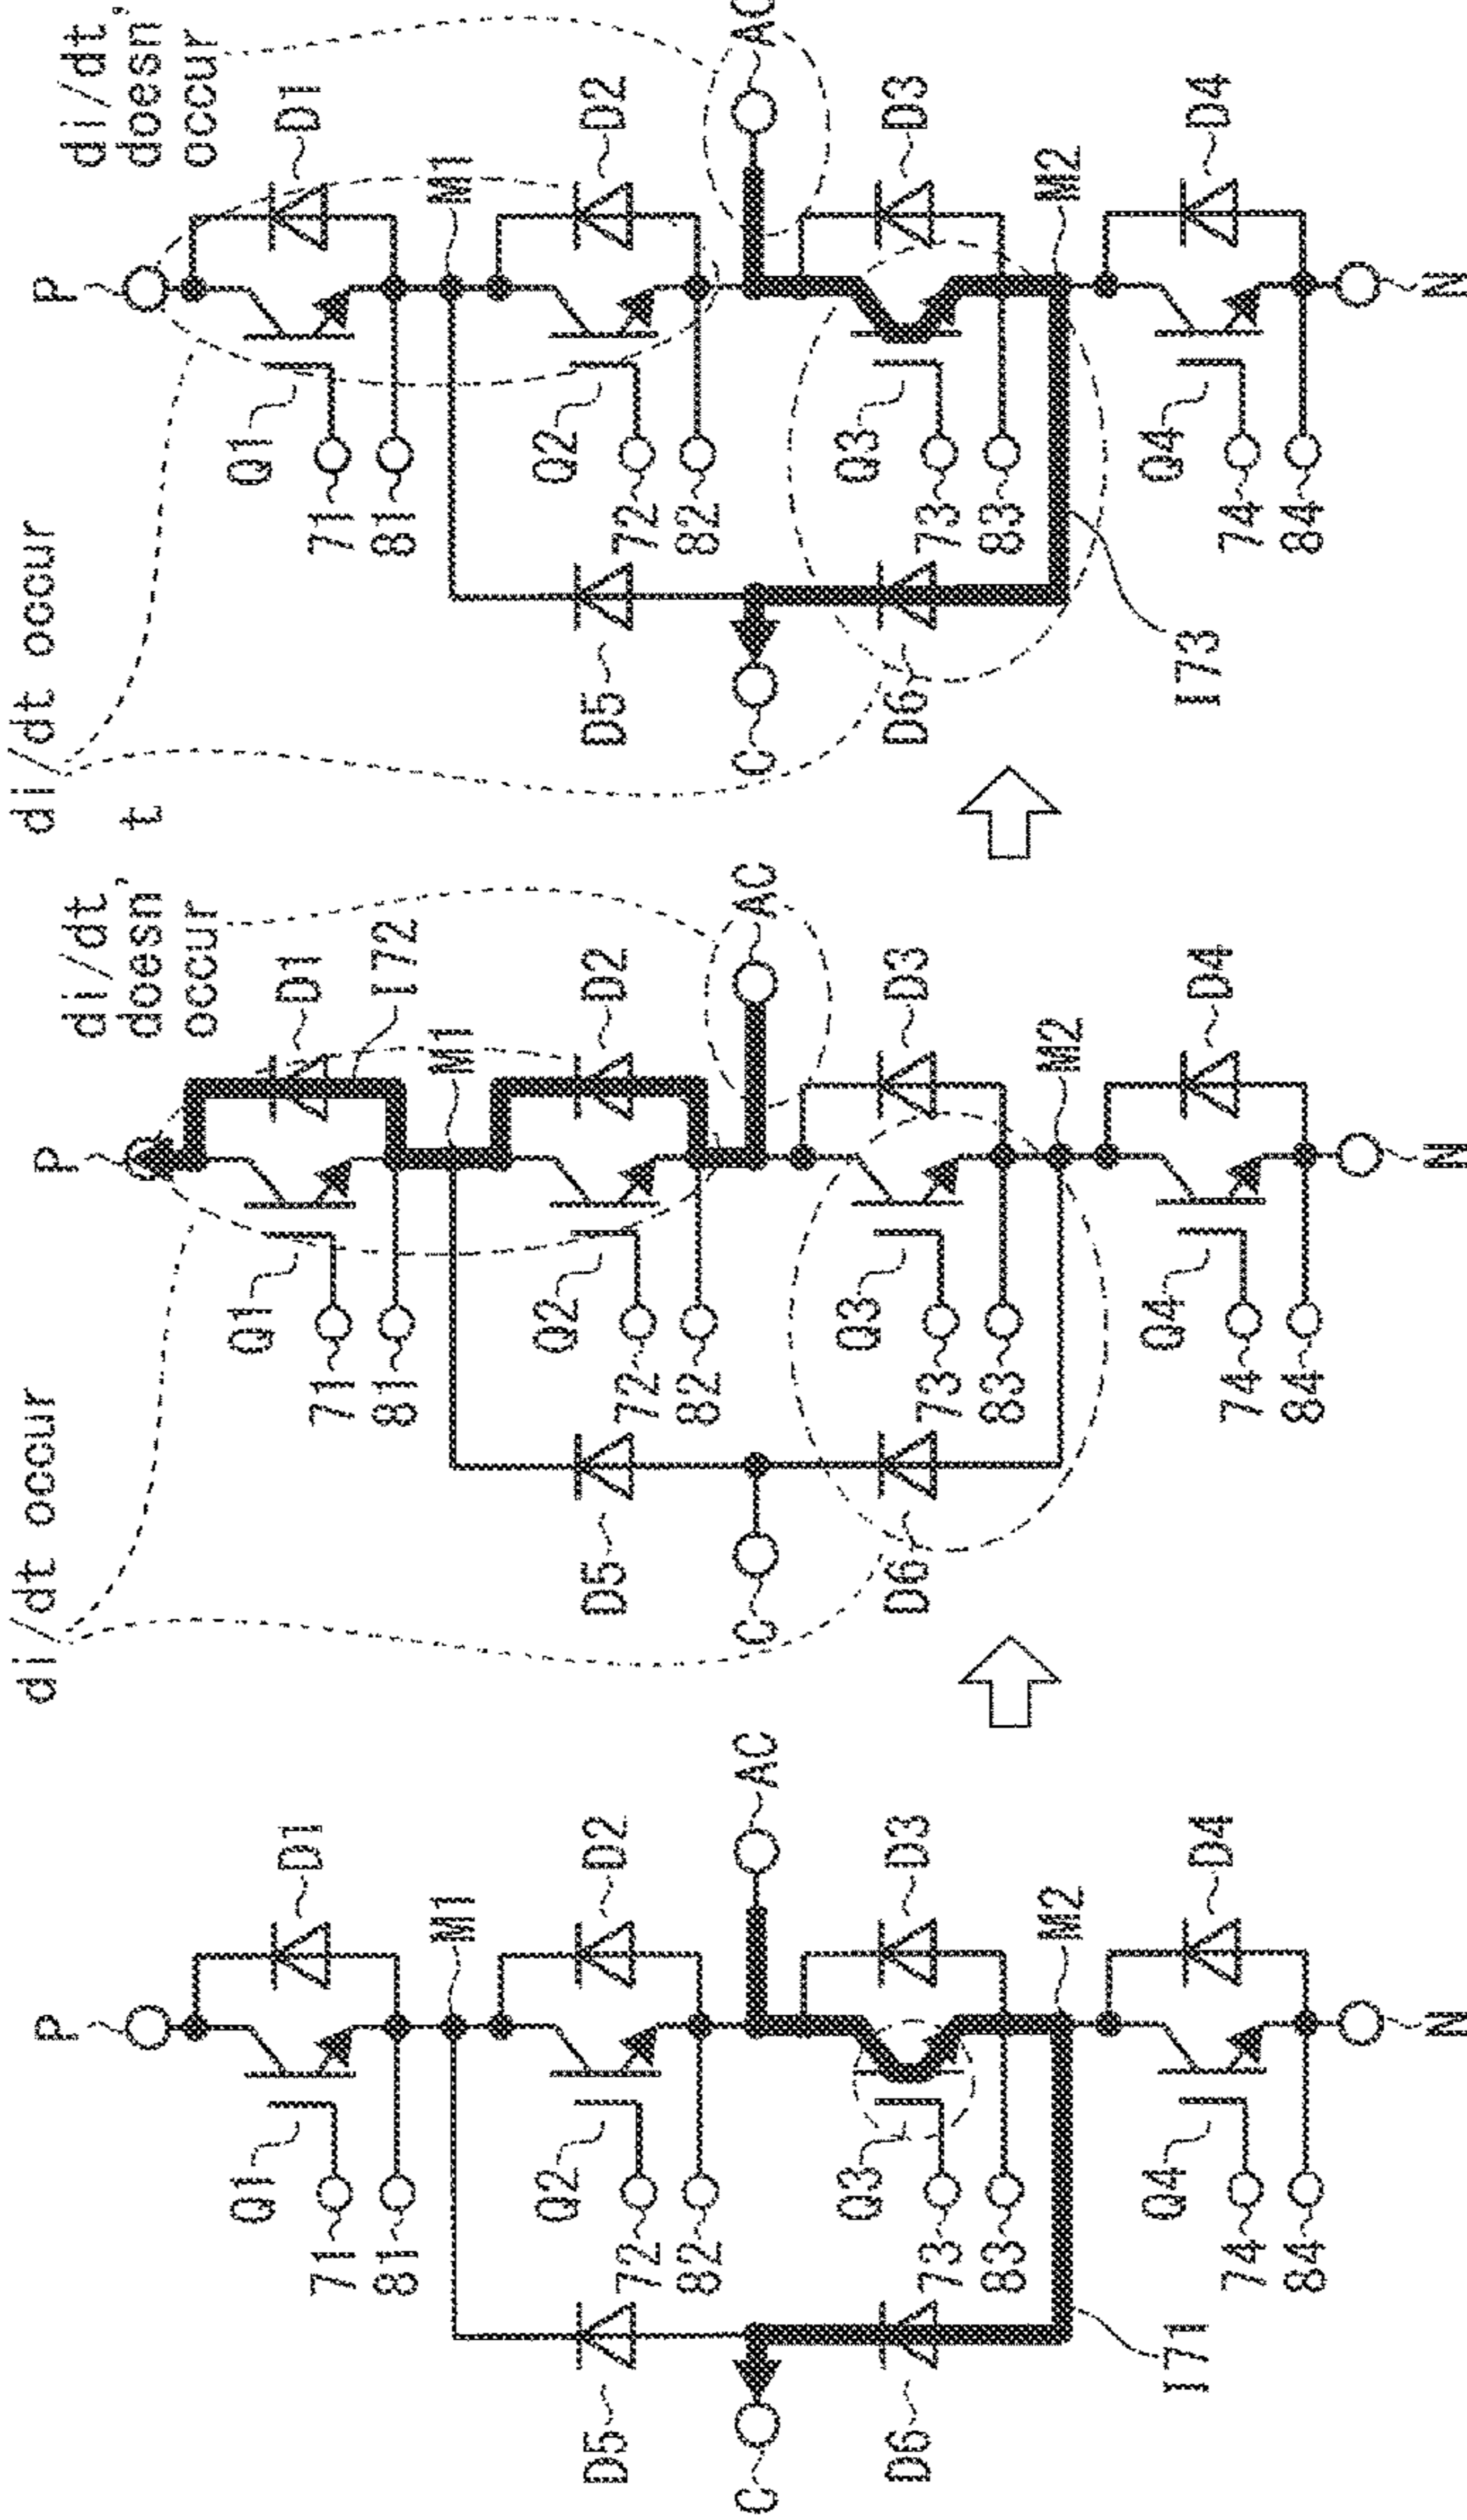 P
Q1
D1
71
81
M1
D5
Q2
D2
72
82
C
AC
D6
Q3
D3
73
83
M2
Q4
D4
I71
74
84
N
di/dt occur
di/dt
doesn' t
occur
P
Q1
D1
71
81
I72
M1
D5
Q2
D2
72
82
C
AC
D6
Q3
D3
73
83
M2
Q4
D4
74
84
N
di/dt occur
di/dt
doesn'
occur
P
Q1
D1
71
81
M1
D5
Q2
D2
72
82
C
AC
D6
Q3
D3
73
83
M2
Q4
D4
I73
74
84
N